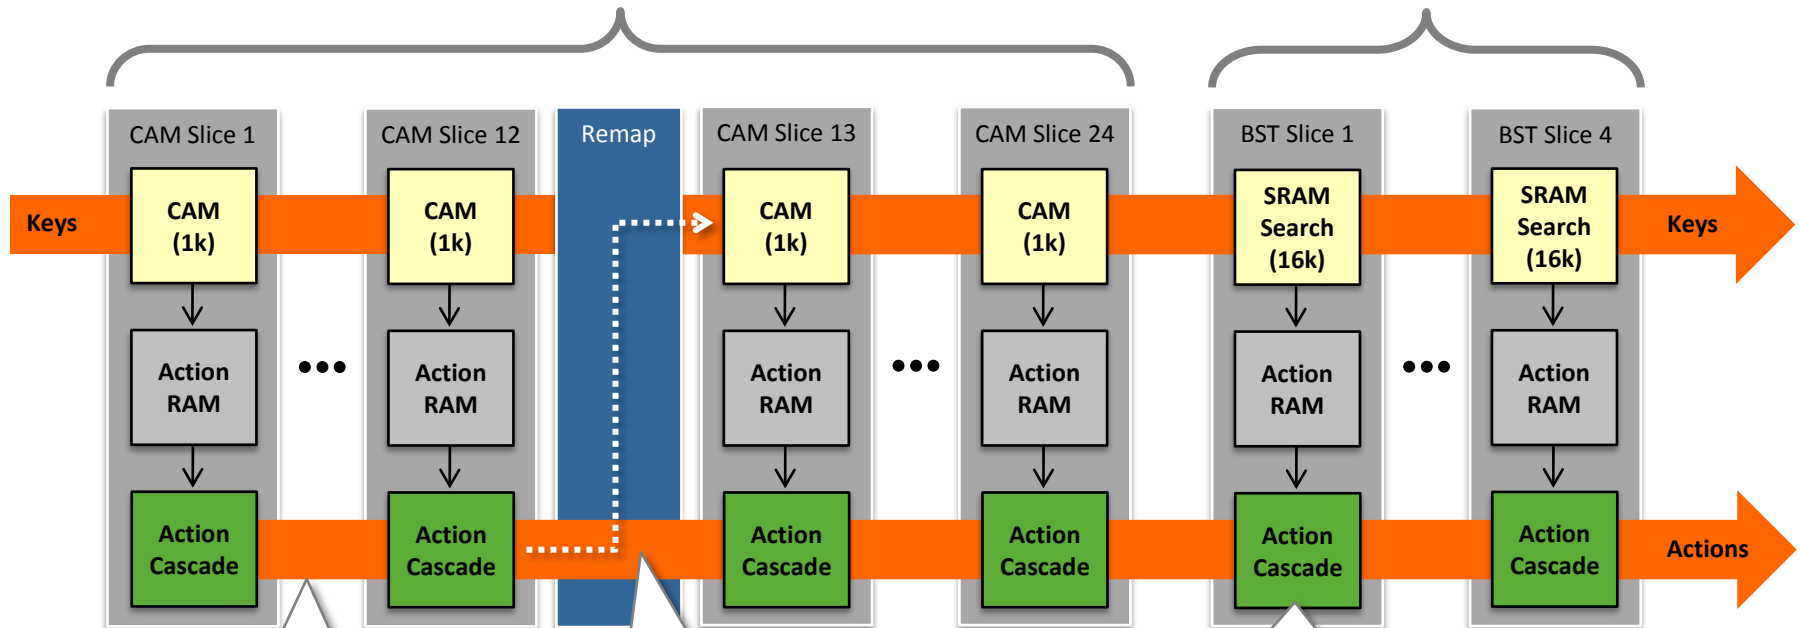 CAM Slice 1
CAM Slice 12
Remap
CAM Slice 13
CAM Slice 24
BST Slice 1
BST Slice 4
Keys
CAM
(1k)
CAM
(1k)
CAM
(1k)
CAM
(1k)
SRAM
Search
(16k)
SRAM
Search
(16k)
Keys
Action
RAM
Action
RAM
Action
RAM
Action
RAM
Action
RAM
Action
RAM
Action
Cascade
Action
Cascade
Action
Cascade
Action
Cascade
Action
Cascade
Action
Cascade
Actions